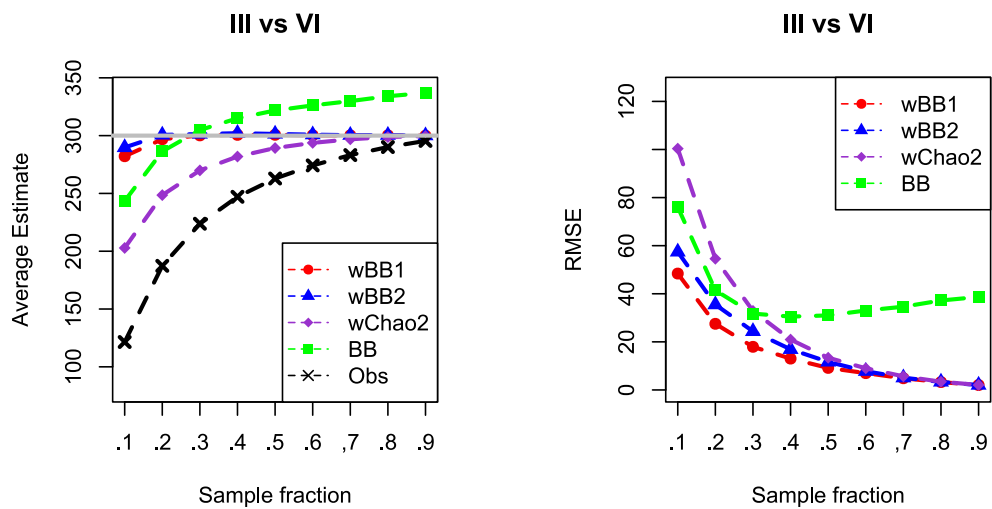 III vs VI
Average Estimate
350
300
250
200
150
100
wBB1
wBB2
wChao2
BB
Obs
.1 .2 .3 .4 .5 .6 ,7 .8 .9
Sample fraction
III vs VI
RMSE
120
80
60
40
20
0
wBB1
wBB2
wChao2
BB
.1 .2 .3 .4 .5 .6 ,7 .8 .9
Sample fraction